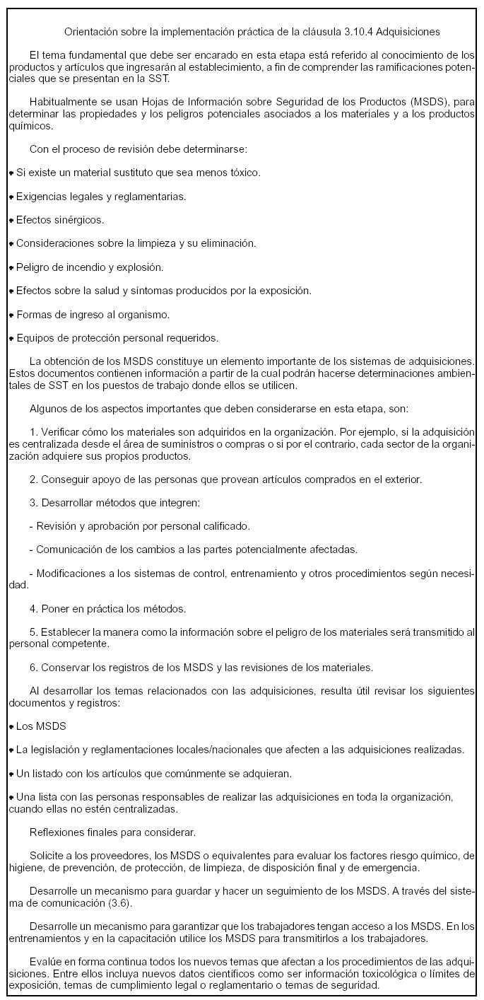 Orientación sobre la implementación práctica de la cláusula 3.10.4 Adquisiciones
El tema fundamental que debe ser encarado en esta etapa está referido al conocimiento de los
productos y artículos que ingresarán al establecimiento, a fin de comprender las ramificaciones poten-
ciales que se presentan en la SST.
Habitualmente se usan Hojas de Información sobre Seguridad de los Productos (MSDS), para
determinar las propiedades y los peligros potenciales asociados a los materiales y a los productos
químicos.
Con el proceso de revisión debe determinarse:
• Si existe un material sustituto que sea menos tóxico.
• Exigencias legales y reglamentarias.
• Efectos sinérgicos.
• Consideraciones sobre la limpieza y su eliminación.
• Peligro de incendio y explosión.
• Efectos sobre la salud y síntomas producidos por la exposición.
• Formas de ingreso al organismo.
• Equipos de protección personal requeridos.
La obtención de los MSDS constituye un elemento importante de los sistemas de adquisiciones.
Estos documentos contienen información a partir de la cual podrán hacerse determinaciones ambien-
tales de SST en los puestos de trabajo donde ellos se utilicen.
Algunos de los aspectos importantes que deben considerarse en esta etapa, son:
1. Verificar cómo los materiales son adquiridos en la organización. Por ejemplo, si la adquisición
es centralizada desde el área de suministros o compras o si por el contrario, cada sector de la organi-
zación adquiere sus propios productos.
2. Conseguir apoyo de las personas que provean artículos comprados en el exterior.
3. Desarrollar métodos que integren:
- Revisión y aprobación por personal calificado.
- Comunicación de los cambios a las partes potencialmente afectadas.
- Modificaciones a los sistemas de control, entrenamiento y otros procedimientos según necesi-
dad.
4. Poner en práctica los métodos.
5. Establecer la manera como la información sobre el peligro de los materiales será transmitido al
personal competente.
6. Conservar los registros de los MSDS y las revisiones de los materiales.
Al desarrollar los temas relacionados con las adquisiciones, resulta útil revisar los siguientes
documentos y registros:
• Los MSDS
• La legislación y reglamentaciones locales/nacionales que afecten a las adquisiciones realizadas.
• Un listado con los artículos que comúnmente se adquieran.
• Una lista con las personas responsables de realizar las adquisiciones en toda la organización,
cuando ellas no estén centralizadas.
Reflexiones finales para considerar.
Solicite a los proveedores, los MSDS o equivalentes para evaluar los factores riesgo químico, de
higiene, de prevención, de protección, de limpieza, de disposición final y de emergencia.
Desarrolle un mecanismo para guardar y hacer un seguimiento de los MSDS. A través del siste-
ma de comunicación (3.6).
Desarrolle un mecanismo para garantizar que los trabajadores tengan acceso a los MSDS. En los
entrenamientos y en la capacitación utilice los MSDS para transmitirlos a los trabajadores.
Evalúe en forma continua todos los nuevos temas que afectan a los procedimientos de las adqui-
siciones. Entre ellos incluya nuevos datos científicos como ser información toxicológica o límites de
exposición, temas de cumplimiento legal o reglamentario o temas de seguridad.